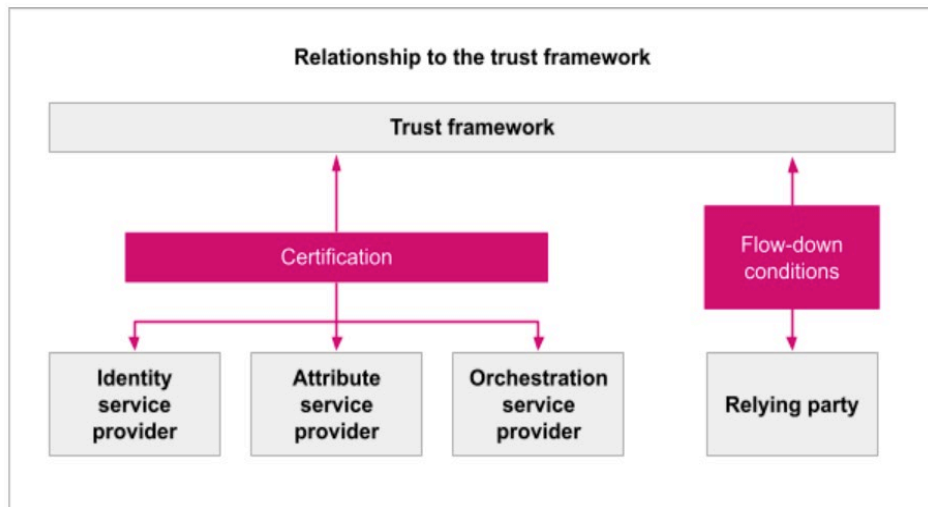 Relationship to the trust framework
Trust framework
Certification
Flow-down
conditions
Identity
service
provider
Attribute
service
provider
Orchestration
service
provider
Relying party